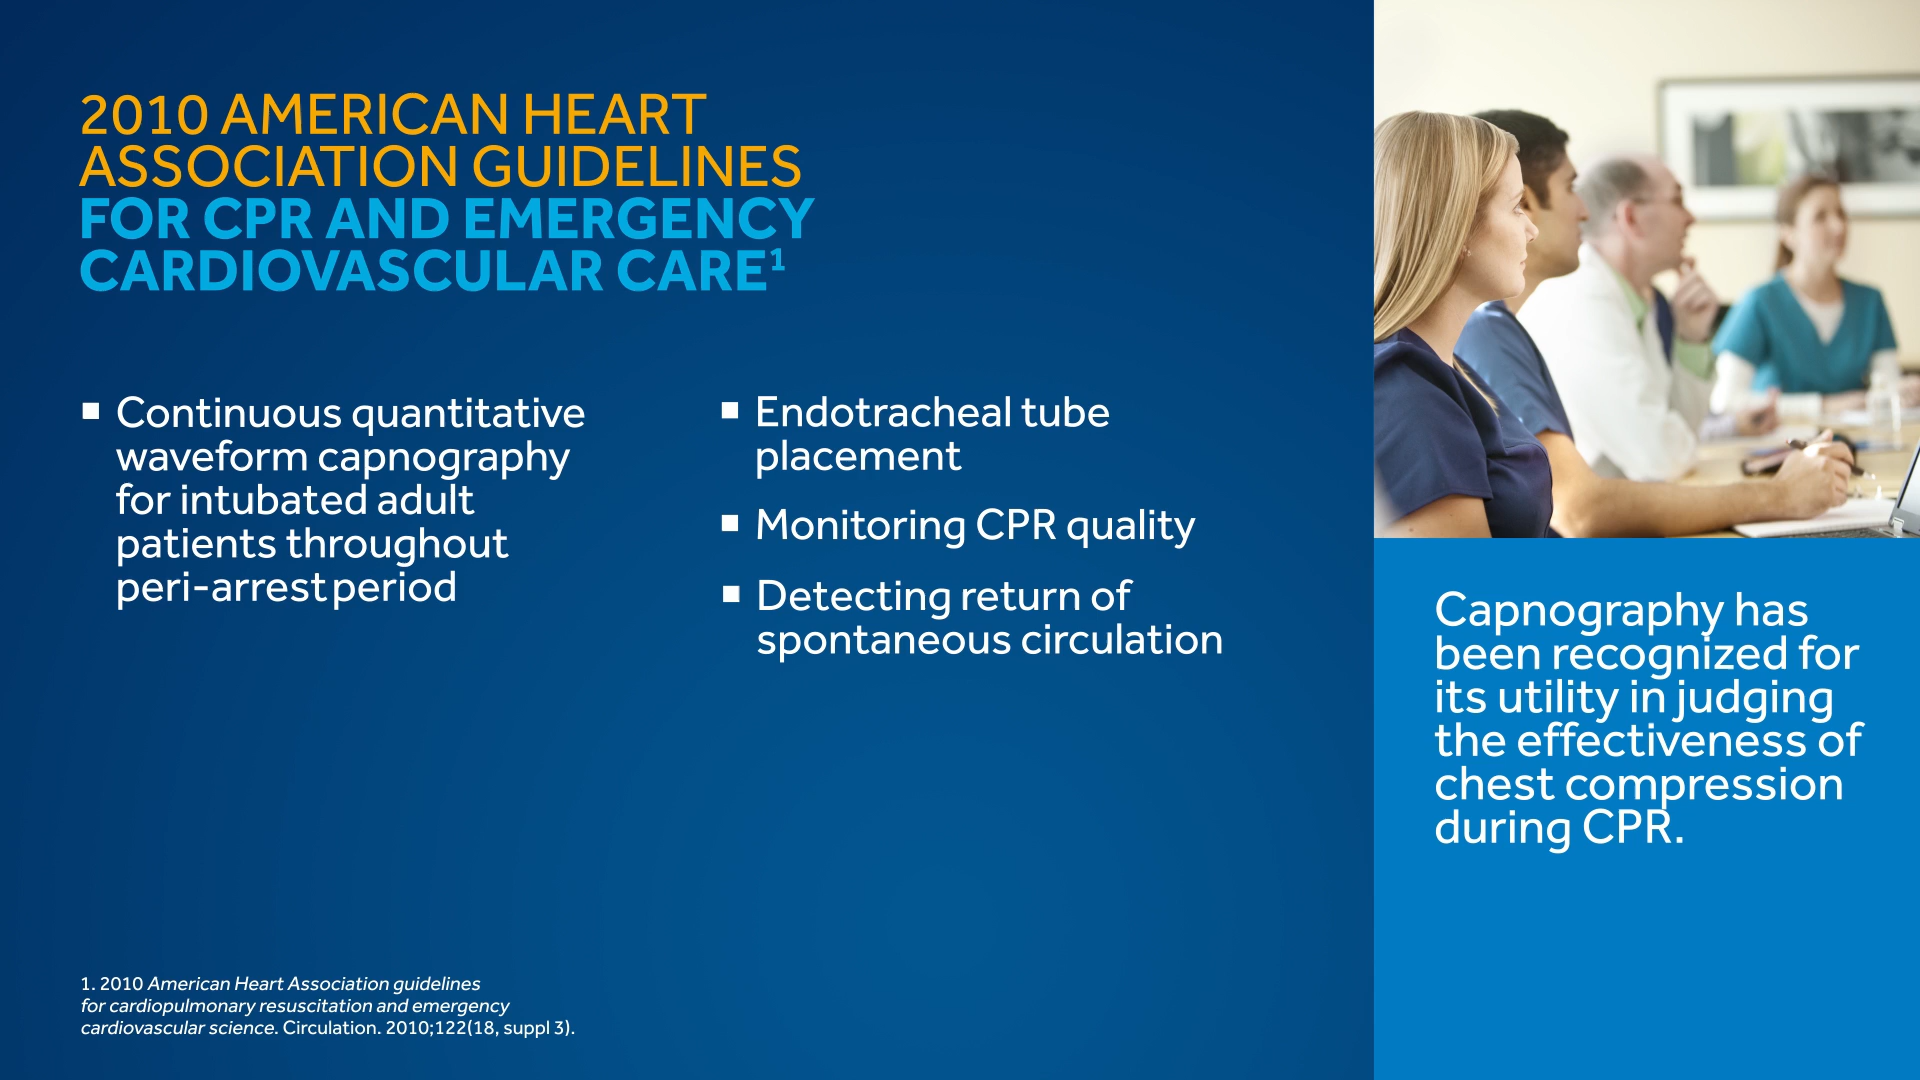 2010 AMERICAN HEART
ASSOCIATION GUIDELINES
FOR CPR AND EMERGENCY
CARDIOVASCULAR CARE¹
■ Continuous quantitative
waveform capnography
for intubated adult
patients throughout
peri-arrest period
■ Endotracheal tube
placement
■ Monitoring CPR quality
■ Detecting return of
spontaneous circulation
1. 2010 American Heart Association guidelines
for cardiopulmonary resuscitation and emergency
cardiovascular science. Circulation. 2010;122(18, suppl 3).
Capnography has
been recognized for
its utility in judging
the effectiveness of
chest compression
during CPR.